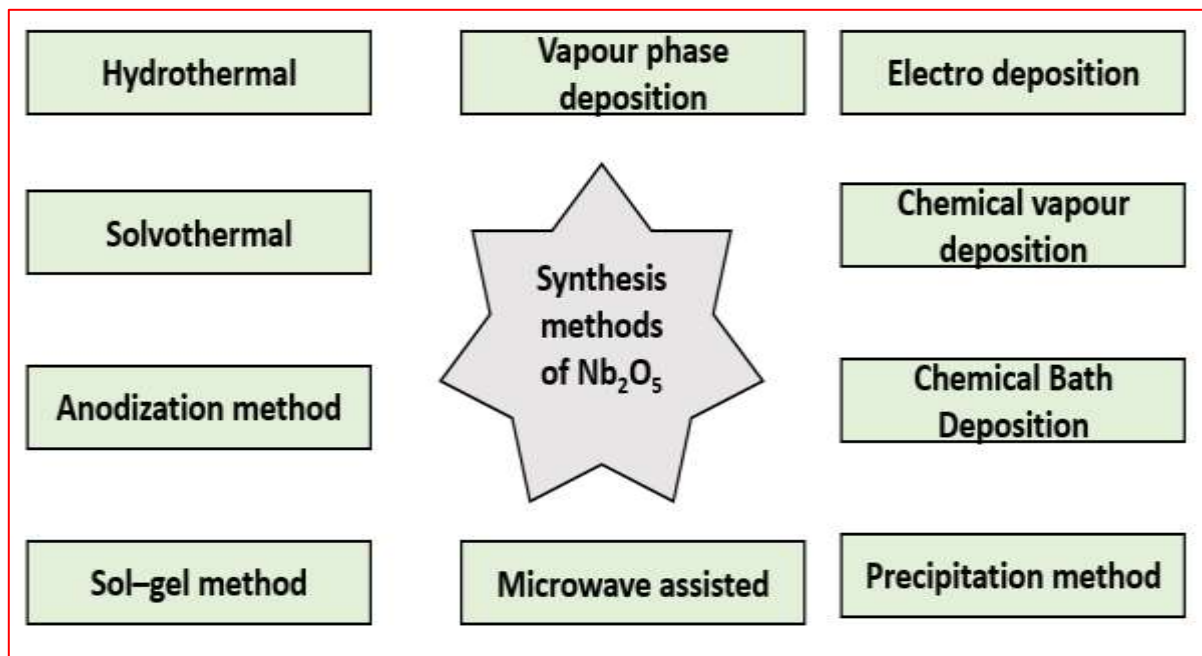 Hydrothermal
Vapour phase
deposition
Electro deposition
Solvothermal
Chemical vapour
deposition
Synthesis
methods
of Nb₂O₅
Anodization method
Chemical Bath
Deposition
Sol–gel method
Microwave assisted
Precipitation method